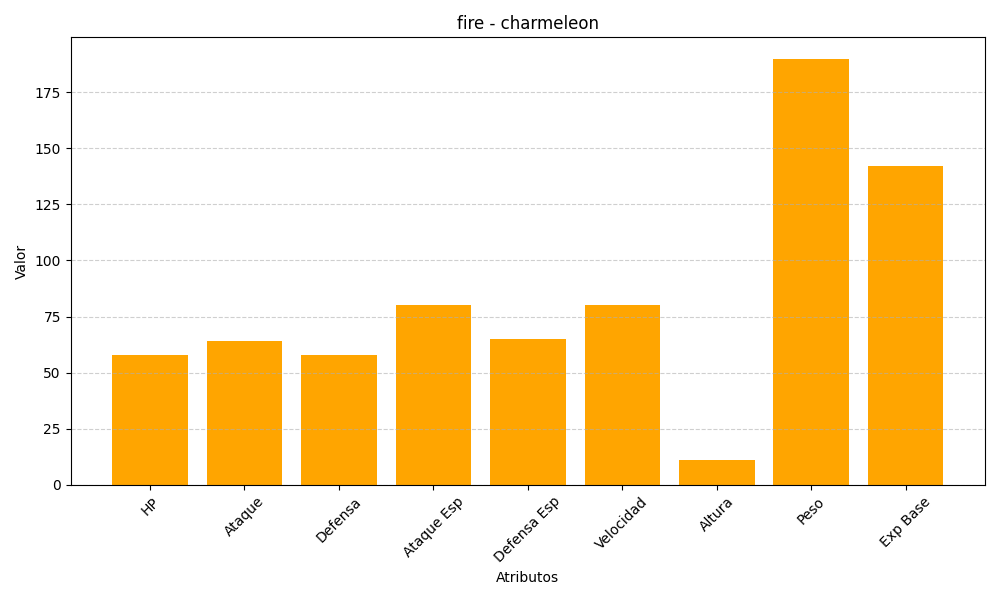 fire - charmeleon
Valor
175
150
125
100
75
50
25
0
HP
Ataque
Defensa
Ataque Esp
Defensa Esp
Velocidad
Altura
Peso
Exp Base
Atributos